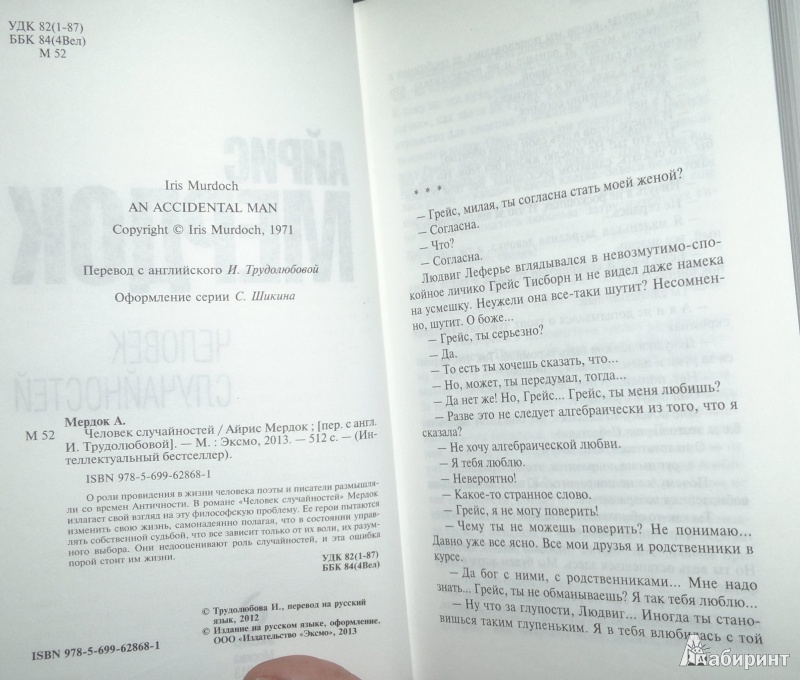 УДК 82(1-87)
ББК 84(4Вел)
М 52
Iris Murdoch
AN ACCIDENTAL MAN
Copyright © Iris Murdoch, 1971
Перевод с английского И. Трудолюбовой
Оформление серии С. Шикина
Мердок А.
М 52 Человек случайностей / Айрис Мердок ; [пер. с англ.
И. Трудолюбовой]. — М. : Эксмо, 2013. — 512 с. — (Ин-
теллектуальный бестселлер).
ISBN 978-5-699-62868-1
О роли провидения в жизни человека поэты и писатели размышля-
ли со времен Античности. В романе «Человек случайностей» Мердок
излагает свой взгляд на эту философскую проблему. Ее герои пытаются
изменить свою жизнь, самонадеянно полагая, что в состоянии управ-
лять собственной судьбой, что все зависит только от их воли, их разум-
ного выбора. Они недооценивают роль случайностей, и эта ошибка
порой стоит им жизни.
УДК 82(1-87)
ББК 84(4Вел)
© Трудолюбова И., перевод на русский
язык, 2012
© Издание на русском языке, оформление.
ООО «Издательство «Эксмо», 2013
ISBN 978-5-699-62868-1
* * *
— Грейс, милая, ты согласна стать моей женой?
— Согласна.
— Что?
— Согласна.
Людвиг Леферье вглядывался в невозмутимо-спо-
койное личико Грейс Тисборн и не видел даже намека
на усмешку. Неужели она все-таки шутит? Несомнен-
но, шутит. О боже...
— Грейс, ты серьезно?
— Да.
— То есть ты хочешь сказать, что...
— Но, может, ты передумал, тогда...
— Да нет же! Но, Грейс... Грейс, ты меня любишь?
— Разве это не следует алгебраически из того, что я
сказала?
— Не хочу алгебраической любви.
— Я тебя люблю.
— Невероятно!
— Какое-то странное слово.
— Грейс, я не могу поверить!
— Чему ты не можешь поверить? Не понимаю...
Давно уже все ясно. Все мои друзья и родственники в
курсе.
— Да бог с ними, с родственниками... Мне надо
знать... Грейс, ты не обманываешь? Я так тебя люблю...
— Ну что за глупости, Людвиг... Иногда ты стано-
вишься таким глупеньким. Я в тебя влюбилась с той
Лабиринт